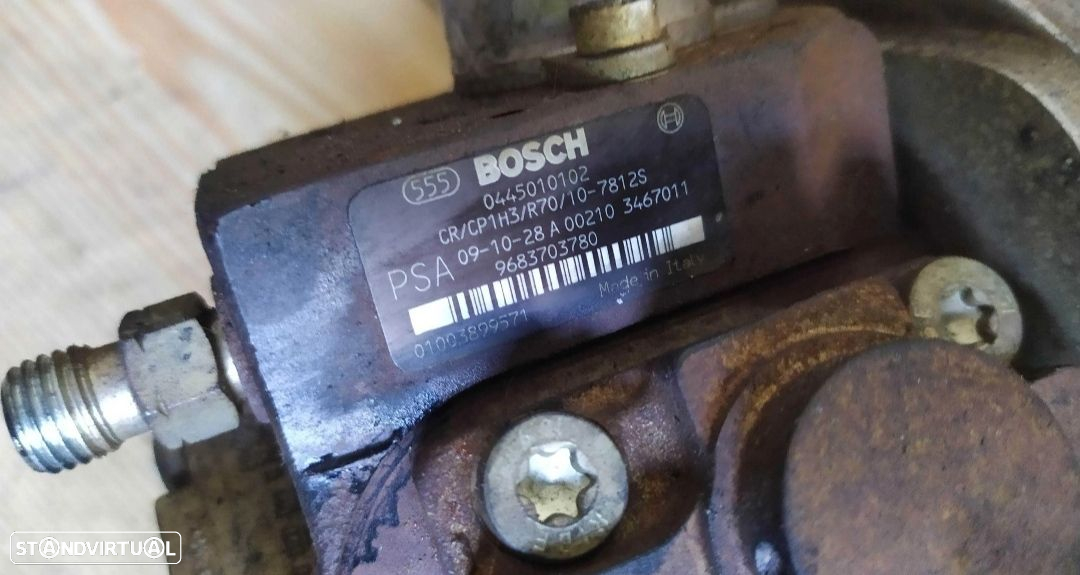 555 BOSCH
0445010102
CR/CP1H3/R70/10-7812S
PSA 09-10-28 A 00210 3467011
9683703780
Made in Italy
01003899571
STANDVIRTUAL